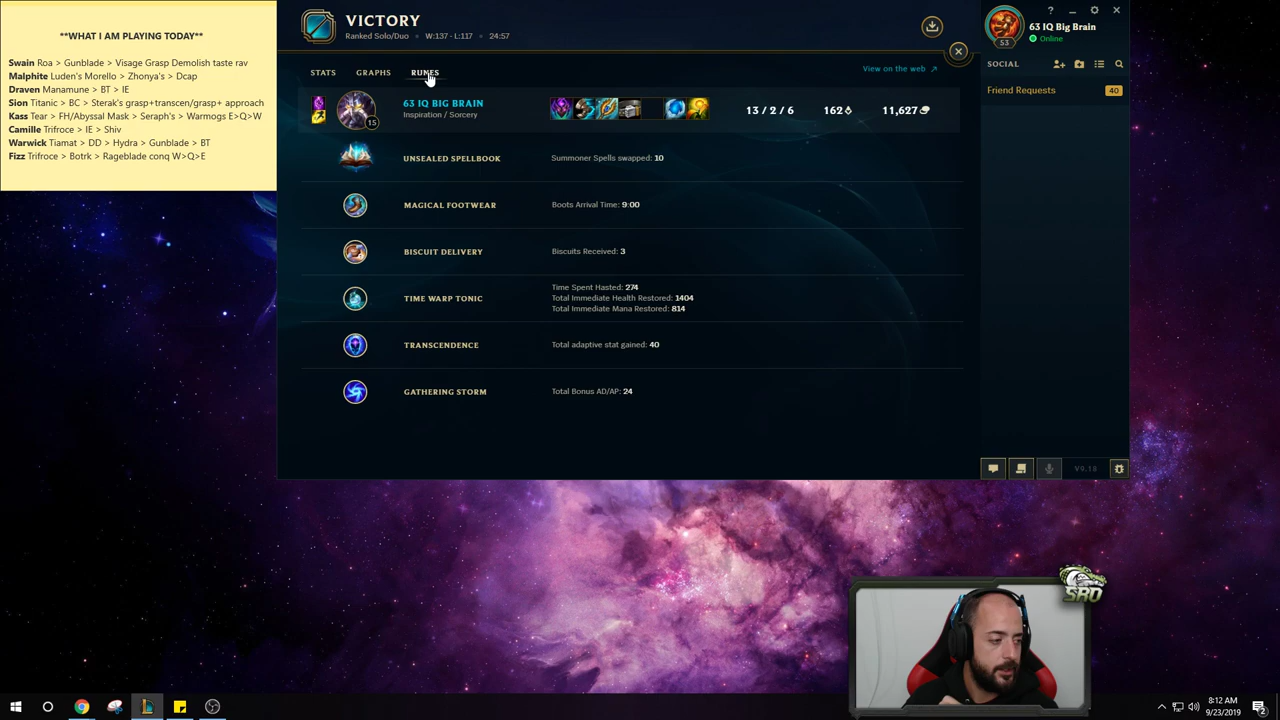 **WHAT I AM PLAYING TODAY**
Swain Roa > Gunblade > Visage Grasp Demolish taste rav
Malphite Luden's Morello > Zhonya's > Dcap
Draven Manamune > BT > IE
Sion Titanic > BC > Sterak's grasp+transcen/grasp+ approach
Kass Tear > FH/Abyssal Mask > Seraph's > Warmogs E>Q>W
Camille Trifroce > IE > Shiv
Warwick Tiamat > DD > Hydra > Gunblade > BT
Fizz Trifroce > Botrk > Rageblade conq W>Q>E
VICTORY
Ranked Solo/Duo • W:137 - L:117 • 24:57
STATS GRAPHS RUNES
View on the web
15
63 IQ BIG BRAIN
Inspiration / Sorcery
13 / 2 / 6 162 11,627
UNSEALED SPELLBOOK Summoner Spells swapped: 10
MAGICAL FOOTWEAR Boots Arrival Time: 9:00
BISCUIT DELIVERY Biscuits Received: 3
TIME WARP TONIC
Time Spent Hasted: 274
Total Immediate Health Restored: 1404
Total Immediate Mana Restored: 814
TRANSCENDENCE Total adaptive stat gained: 40
GATHERING STORM Total Bonus AD/AP: 24
53
63 IQ Big Brain
Online
SOCIAL
Friend Requests 40
V9.18
SRO
8:12 AM
9/23/2019